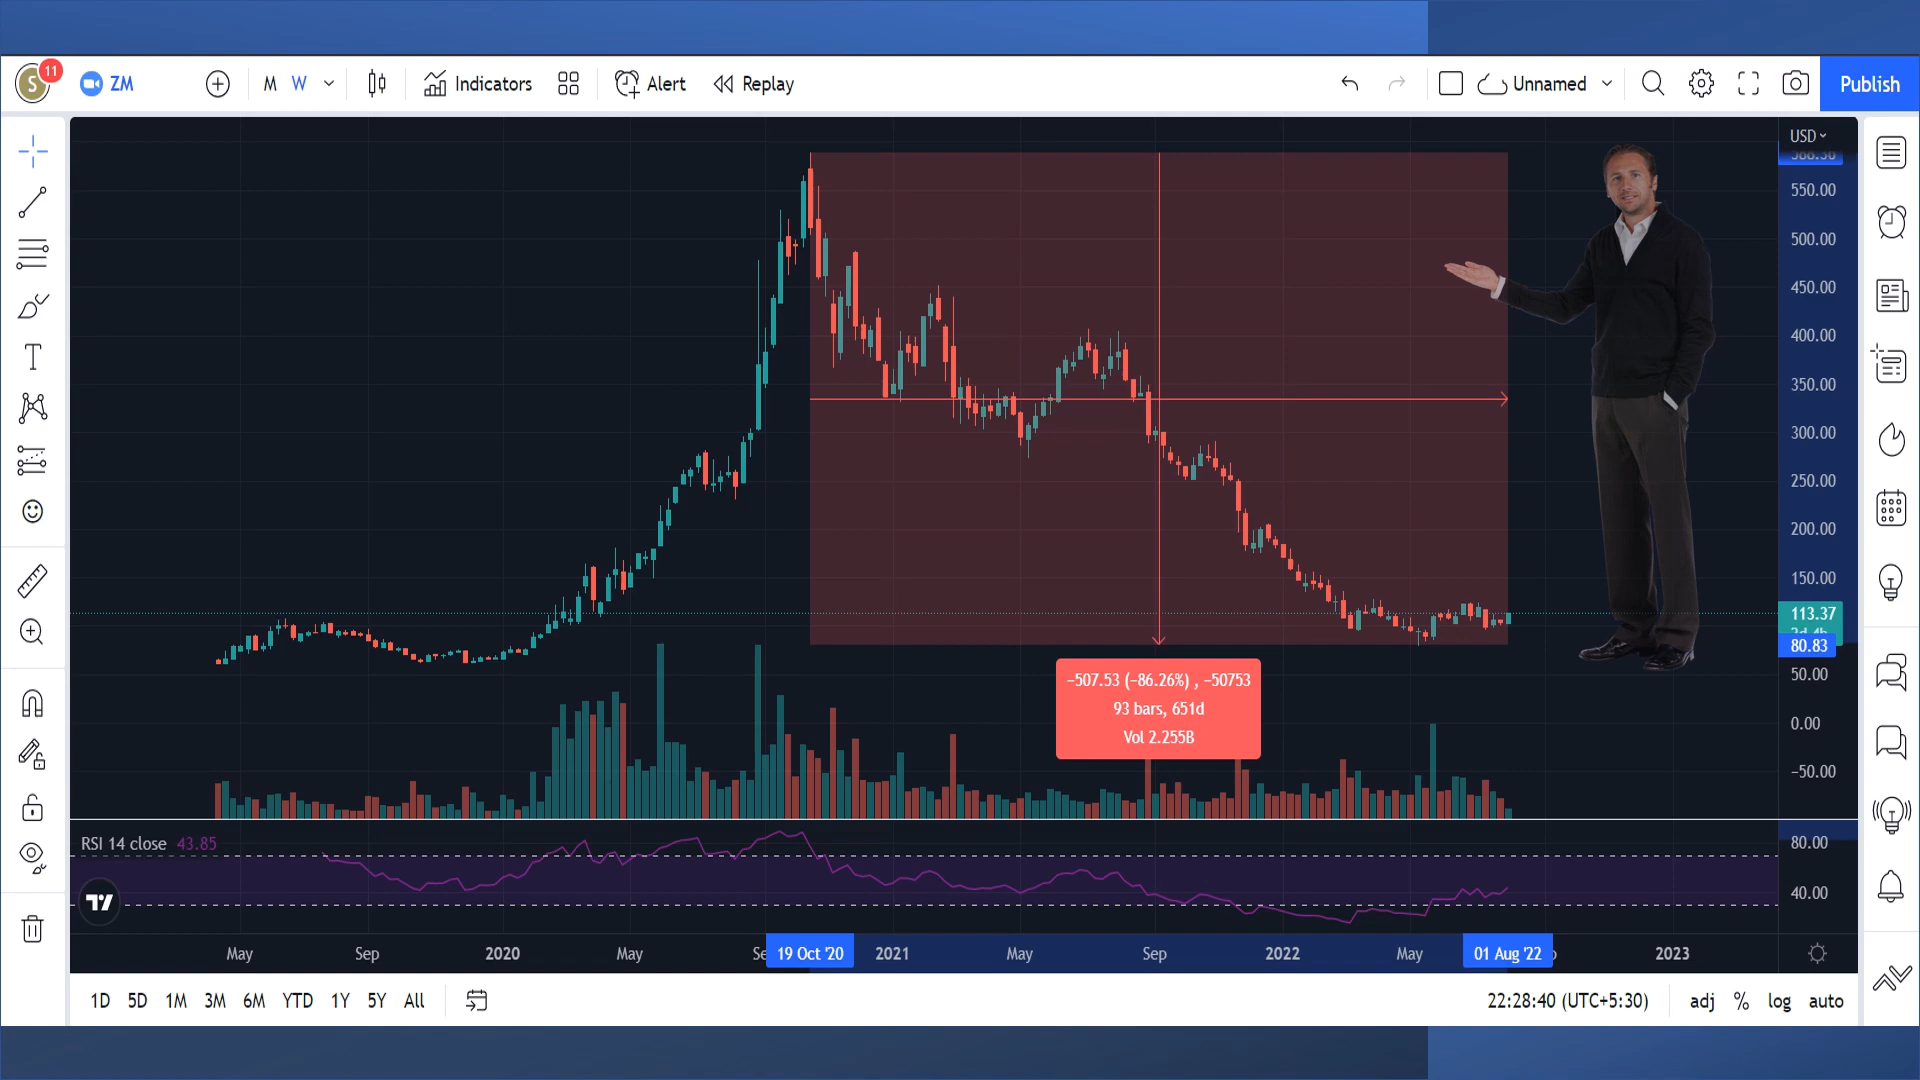 S 11 ZM M W Indicators Alert Replay Unnamed Publish
USD
588.36
550.00
500.00
450.00
400.00
350.00
300.00
250.00
200.00
150.00
113.37
80.83
50.00
0.00
−50.00
−507.53 (−86.26%) , −50753
93 bars, 651d
Vol 2.255B
RSI 14 close 43.85
80.00
40.00
May Sep 2020 May 19 Oct '20 2021 May Sep 2022 May 01 Aug '22 2023
1D 5D 1M 3M 6M YTD 1Y 5Y All 22:28:40 (UTC+5:30) adj % log auto